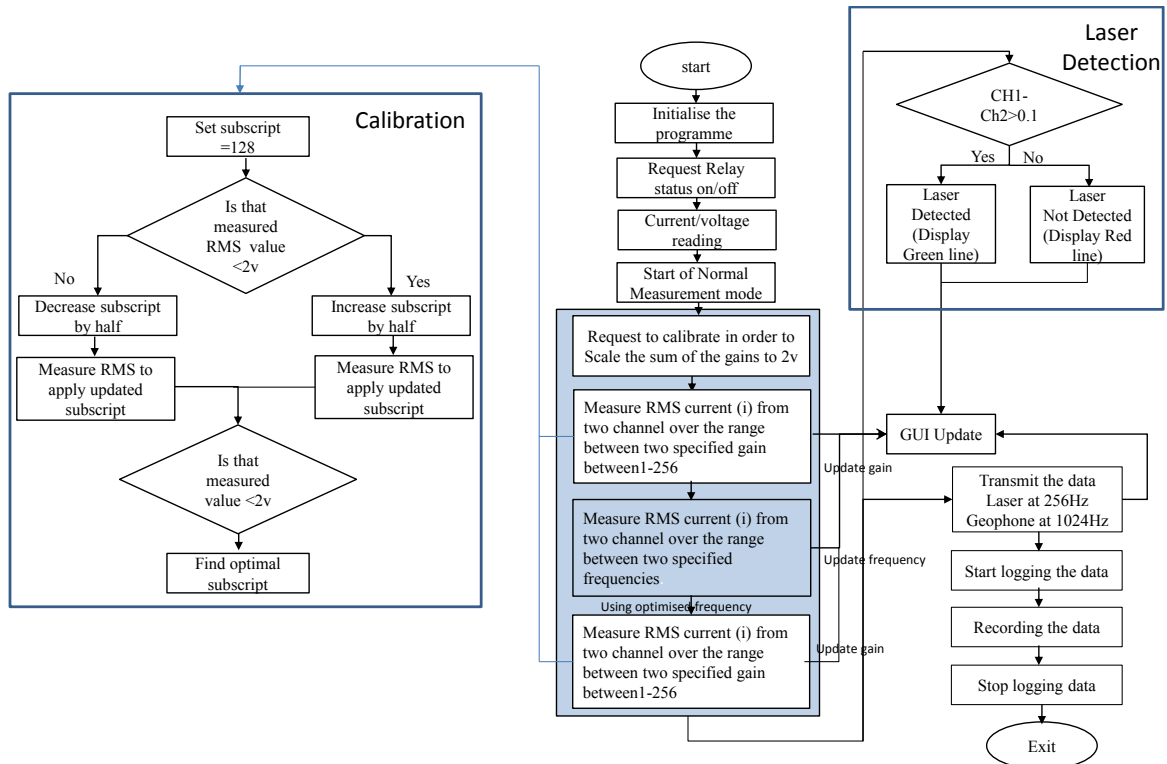 Calibration
Set subscript
=128
Is that
measured
RMS value
<2v
No
Yes
Decrease subscript
by half
Increase subscript
by half
Measure RMS to
apply updated
subscript
Measure RMS to
apply updated
subscript
Is that
measured
value <2v
Find optimal
subscript
start
Initialise the
programme
Request Relay
status on/off
Current/voltage
reading
Start of Normal
Measurement mode
Request to calibrate in order to
Scale the sum of the gains to 2v
Measure RMS current (i) from
two channel over the range
between two specified gain
between1-256
Update gain
Measure RMS current (i) from
two channel over the range
between two specified
frequencies.
Update frequency
Using optimised frequency
Measure RMS current (i) from
two channel over the range
between two specified gain
between1-256
Update gain
Laser
Detection
CH1-
Ch2>0.1
Yes
No
Laser
Detected
(Display
Green line)
Laser
Not Detected
(Display Red
line)
GUI Update
Transmit the data
Laser at 256Hz
Geophone at 1024Hz
Start logging the data
Recording the data
Stop logging data
Exit